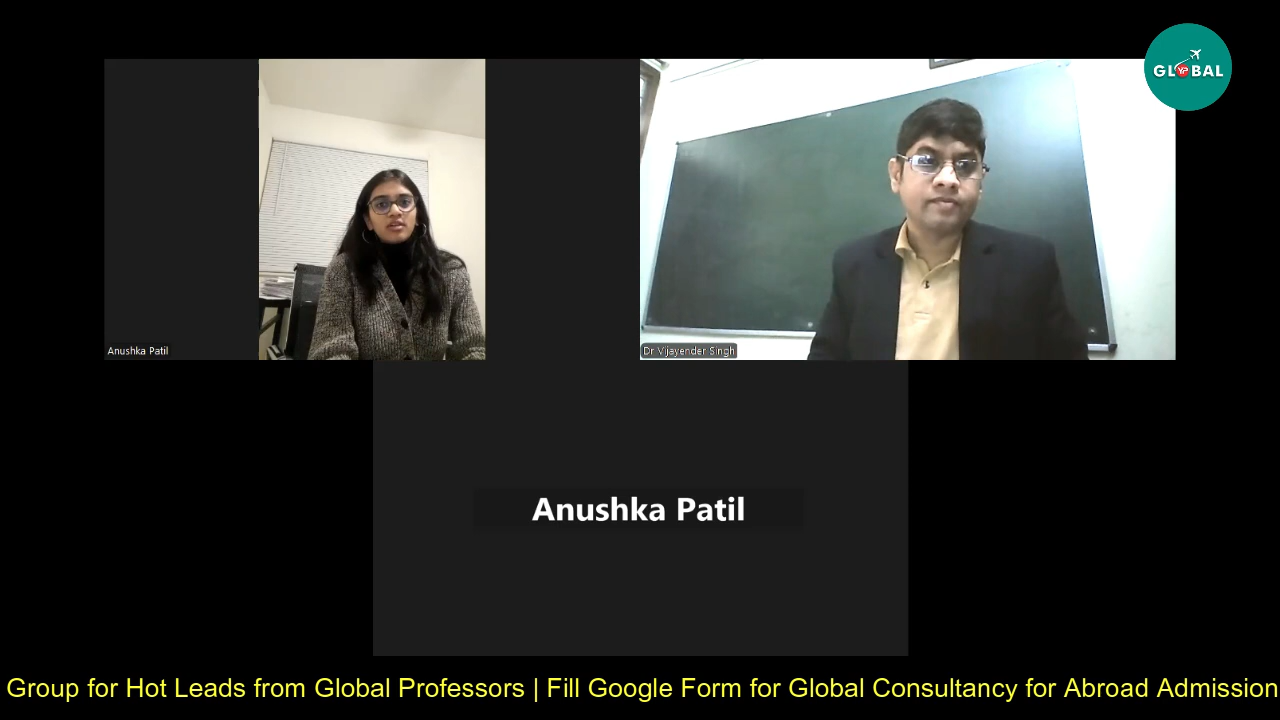 GLOBAL
YP
Anushka Patil
Dr Vijayender Singh
Anushka Patil
Group for Hot Leads from Global Professors | Fill Google Form for Global Consultancy for Abroad Admission